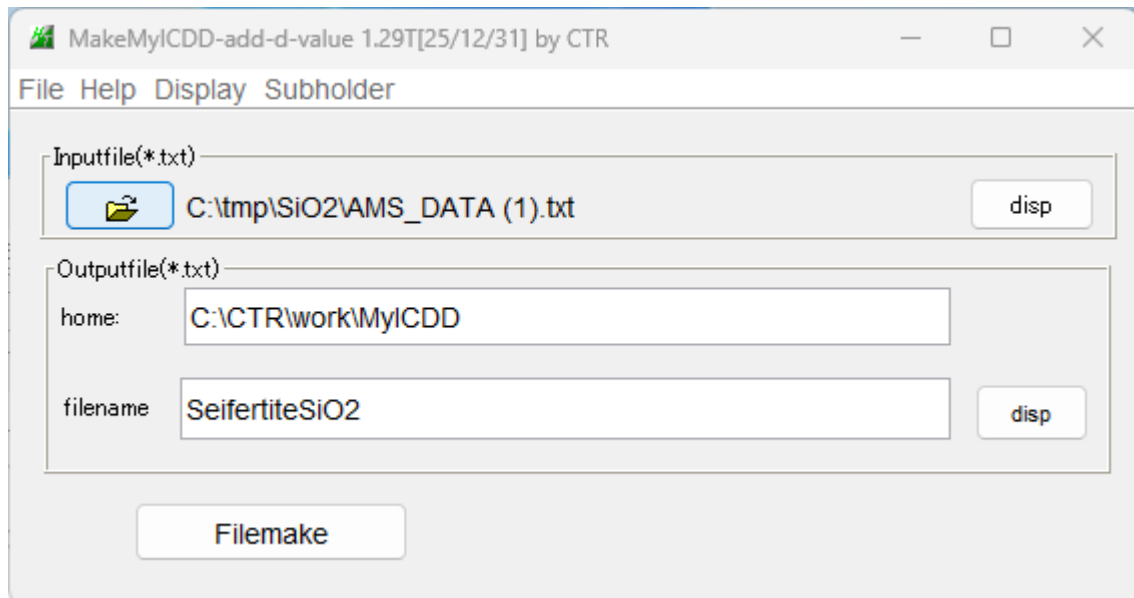 MakeMyICDD-add-d-value 1.29T[25/12/31] by CTR
File Help Display Subholder
Inputfile(*.txt)
C:\tmp\SiO2\AMS_DATA (1).txt
disp
Outputfile(*.txt)
home:
C:\CTR\work\MyICDD
filename
SeifertiteSiO2
disp
Filemake